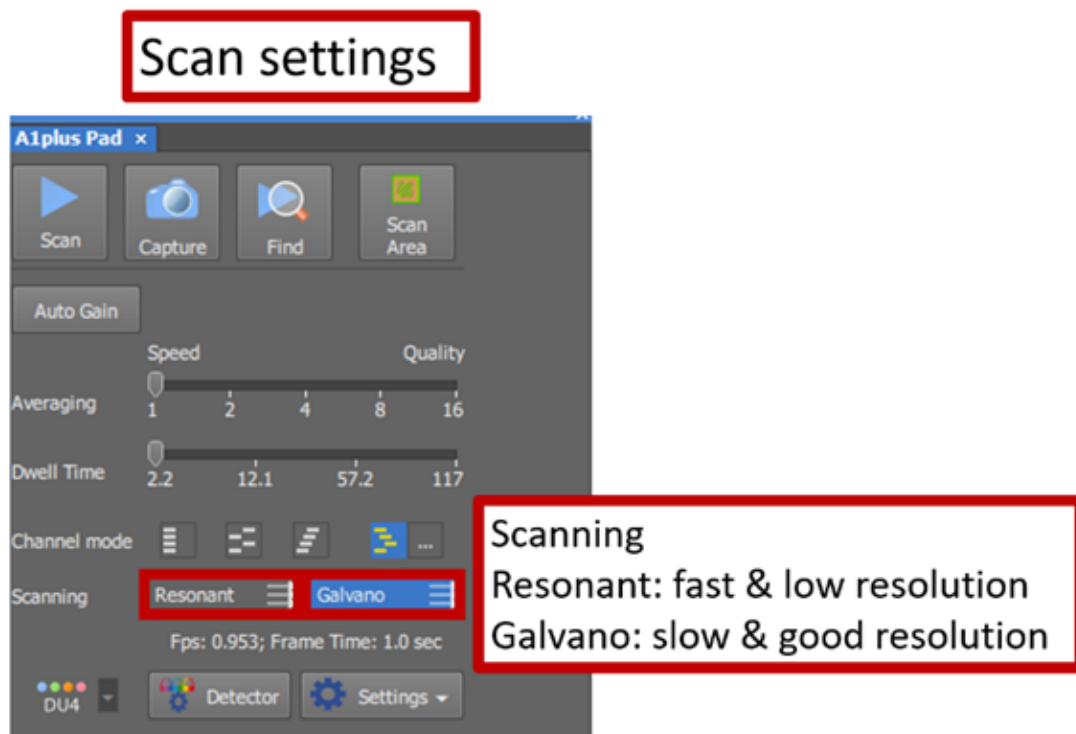 Scan settings
A1plus Pad ×
Scan
Capture
Find
Scan
Area
Auto Gain
Speed Quality
Averaging
1 2 4 8 16
Dwell Time
2.2 12.1 57.2 117
Channel mode ...
Scanning Resonant Galvano
Fps: 0.953; Frame Time: 1.0 sec
DU4 Detector Settings
Scanning
Resonant: fast & low resolution
Galvano: slow & good resolution